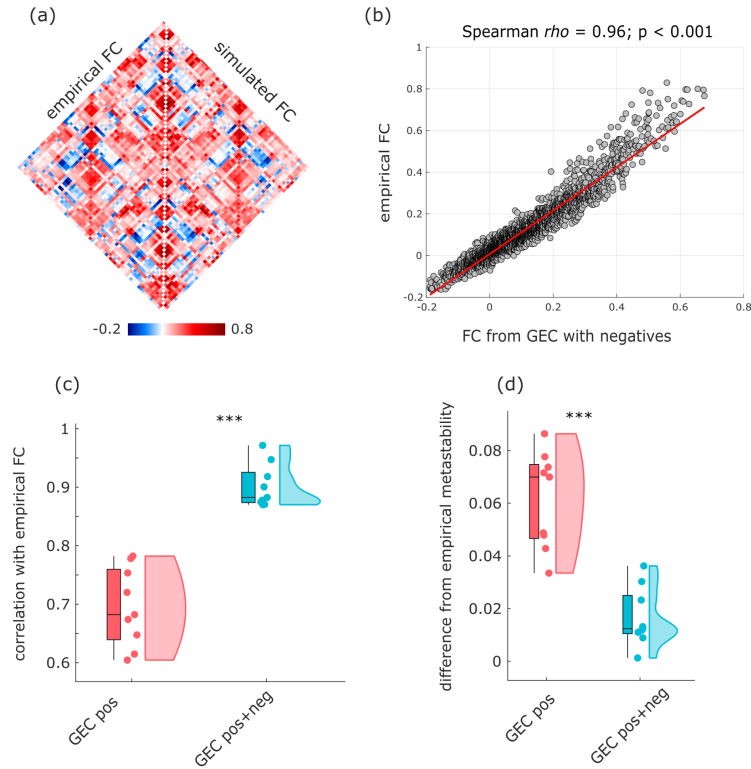 (a)
empirical FC
simulated FC
-0.2
0.8
(b)
Spearman rho = 0.96; p < 0.001
empirical FC
1
0.8
0.6
0.4
0.2
0
-0.2
-0.2
0
0.2
0.4
0.6
0.8
FC from GEC with negatives
(c)
***
correlation with empirical FC
1
0.9
0.8
0.7
0.6
GEC pos
GEC pos+neg
(d)
***
difference from empirical metastability
0.08
0.06
0.04
0.02
0
GEC pos
GEC pos+neg